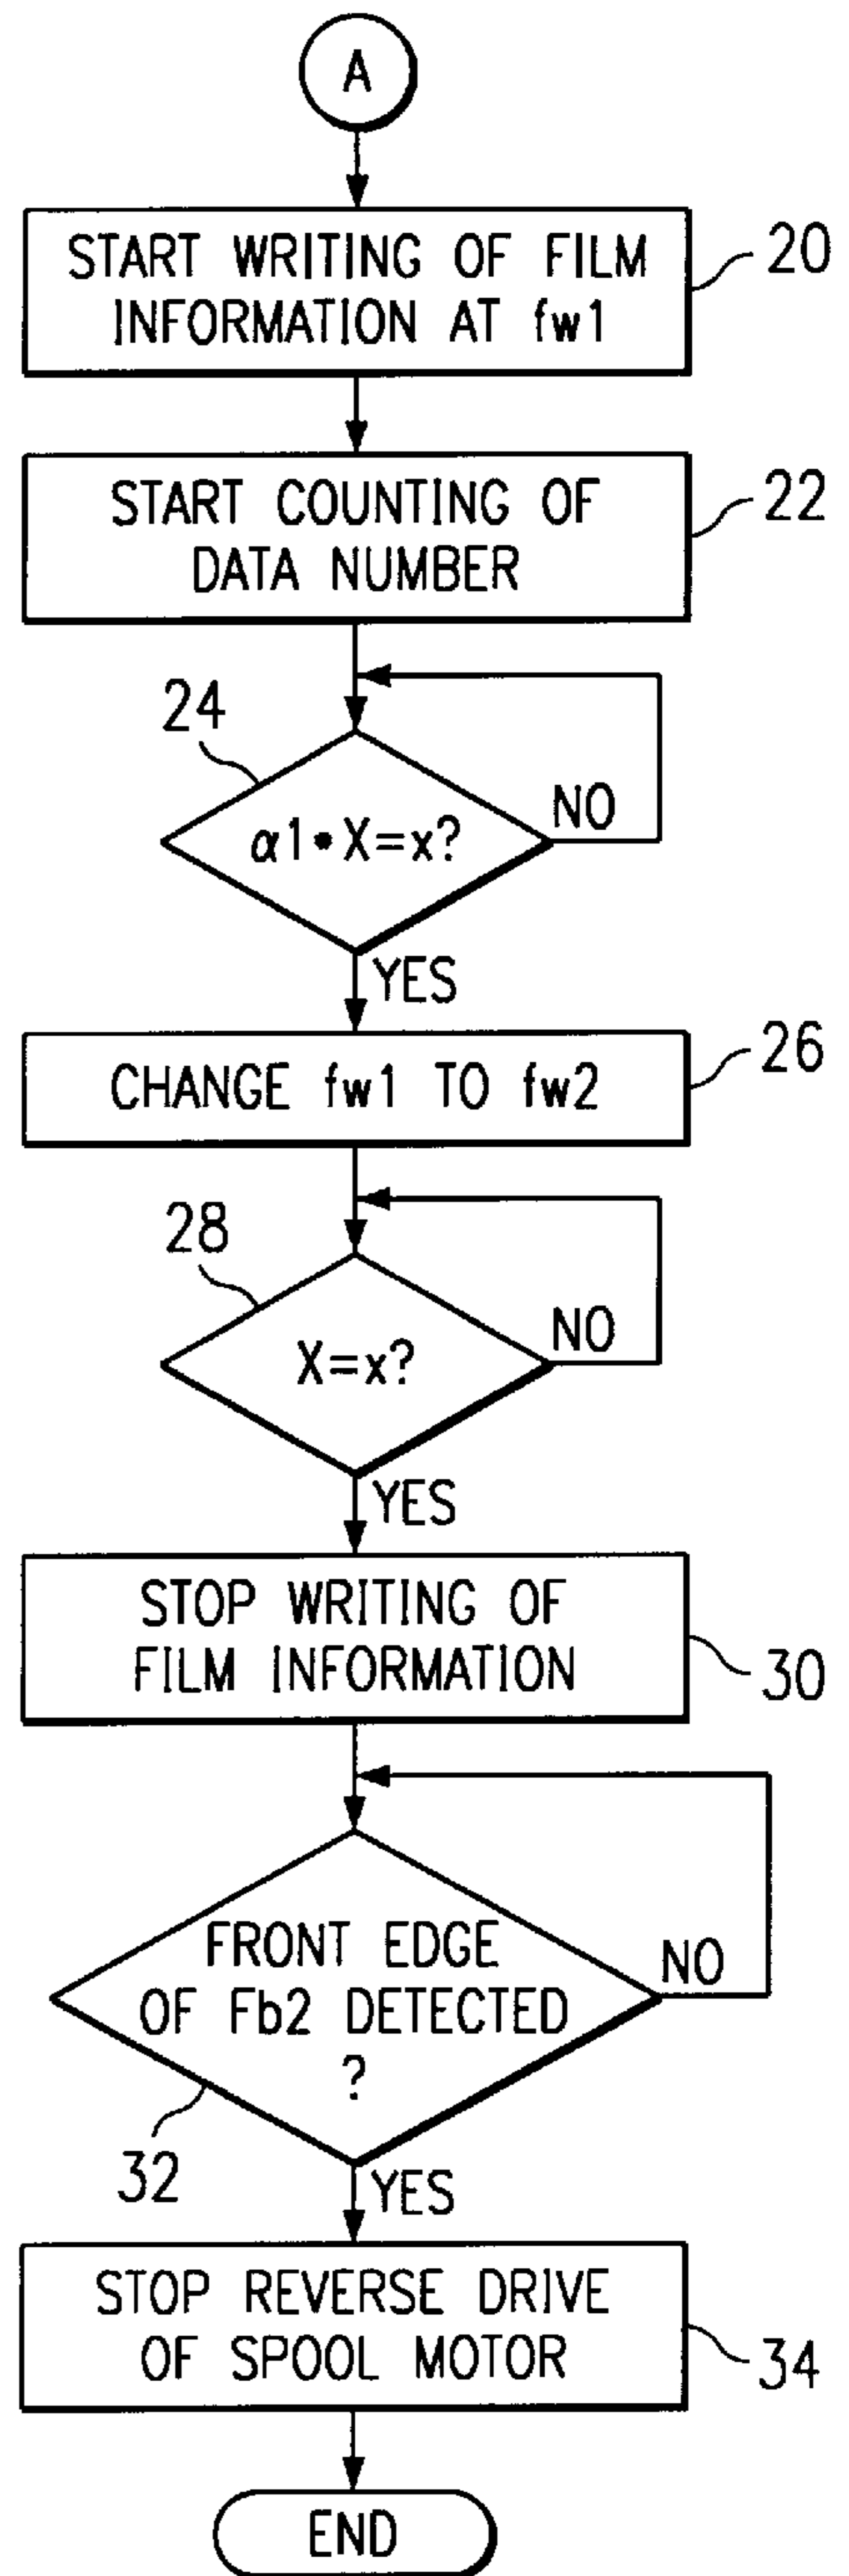 A
START WRITING OF FILM
INFORMATION AT fw1
20
START COUNTING OF
DATA NUMBER
22
24
α1•X=x?
NO
YES
CHANGE fw1 TO fw2
26
28
X=x?
NO
YES
STOP WRITING OF
FILM INFORMATION
30
FRONT EDGE
OF Fb2 DETECTED
?
NO
32
YES
STOP REVERSE DRIVE
OF SPOOL MOTOR
34
END